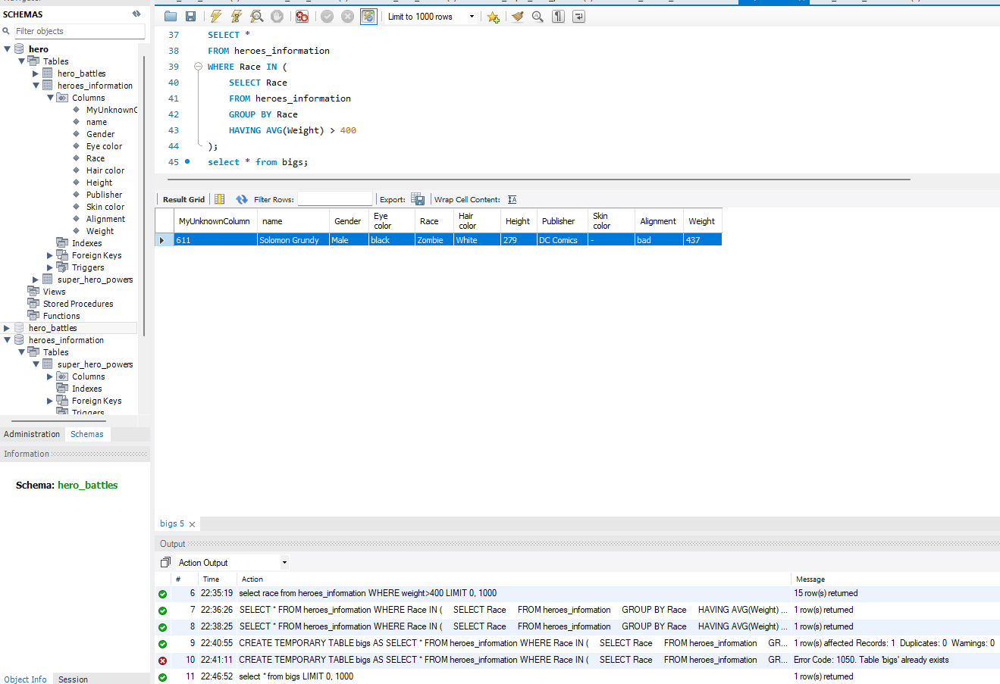 SCHEMAS
Filter objects
hero
Tables
hero_battles
heroes_information
Columns
MyUnknownC
name
Gender
Eye color
Race
Hair color
Height
Publisher
Skin color
Alignment
Weight
Indexes
Foreign Keys
Triggers
super_hero_powers
Views
Stored Procedures
Functions
hero_battles
heroes_information
Tables
super_hero_powers
Columns
Indexes
Foreign Keys
Triggers
Administration Schemas
Information
Schema: hero_battles
Object Info Session
Limit to 1000 rows
37 SELECT *
38 FROM heroes_information
39 WHERE Race IN (
40 SELECT Race
41 FROM heroes_information
42 GROUP BY Race
43 HAVING AVG(Weight) > 400
44 );
45 select * from bigs;
Result Grid Filter Rows: Export: Wrap Cell Content:
MyUnknownColumn name Gender Eye color Race Hair color Height Publisher Skin color Alignment Weight
611 Solomon Grundy Male black Zombie White 279 DC Comics - bad 437
bigs 5
Output
Action Output
# Time Action Message
6 22:35:19 select race from heroes_information WHERE weight>400 LIMIT 0, 1000 15 row(s) returned
7 22:36:26 SELECT * FROM heroes_information WHERE Race IN ( SELECT Race FROM heroes_information GROUP BY Race HAVING AVG(Weight) ... 1 row(s) returned
8 22:38:25 SELECT * FROM heroes_information WHERE Race IN ( SELECT Race FROM heroes_information GROUP BY Race HAVING AVG(Weight) ... 1 row(s) returned
9 22:40:55 CREATE TEMPORARY TABLE bigs AS SELECT * FROM heroes_information WHERE Race IN ( SELECT Race FROM heroes_information GR... 1 row(s) affected Records: 1 Duplicates: 0 Warnings: 0
10 22:41:11 CREATE TEMPORARY TABLE bigs AS SELECT * FROM heroes_information WHERE Race IN ( SELECT Race FROM heroes_information GR... Error Code: 1050. Table 'bigs' already exists
11 22:46:52 select * from bigs LIMIT 0, 1000 1 row(s) returned